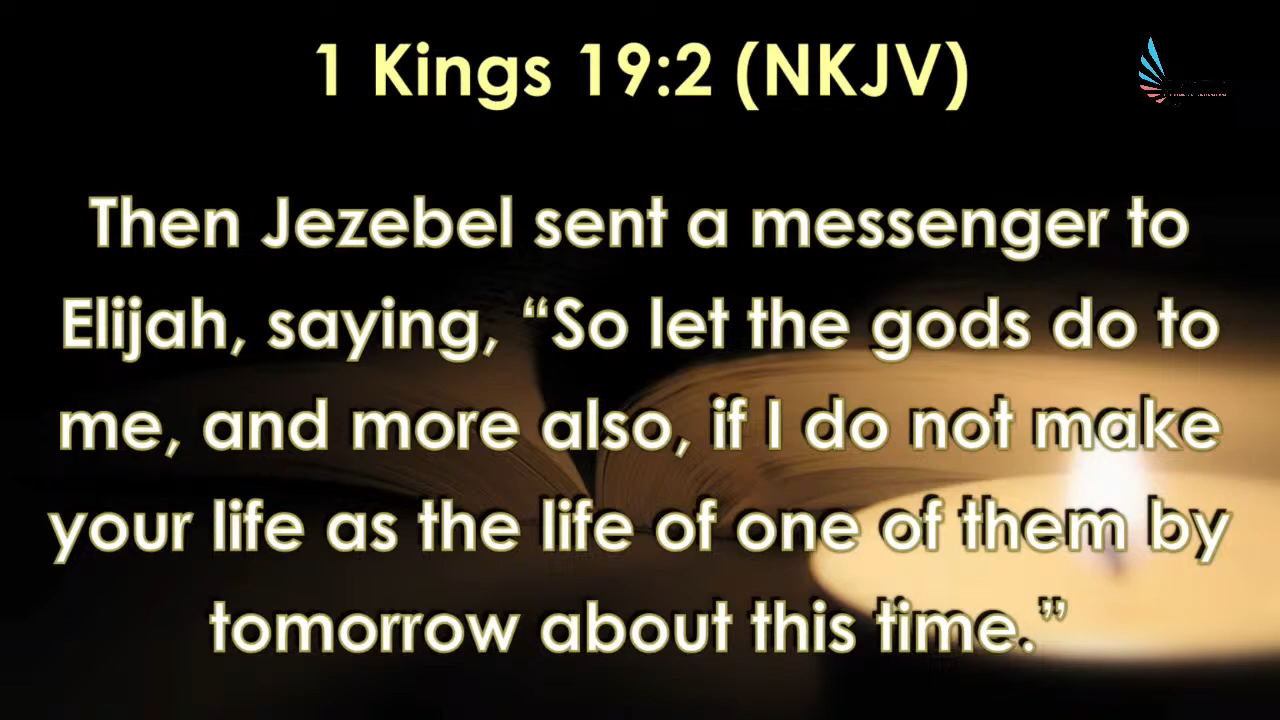 1 Kings 19:2 (NKJV)
Then Jezebel sent a messenger to
Elijah, saying, “So let the gods do to
me, and more also, if I do not make
your life as the life of one of them by
tomorrow about this time.”